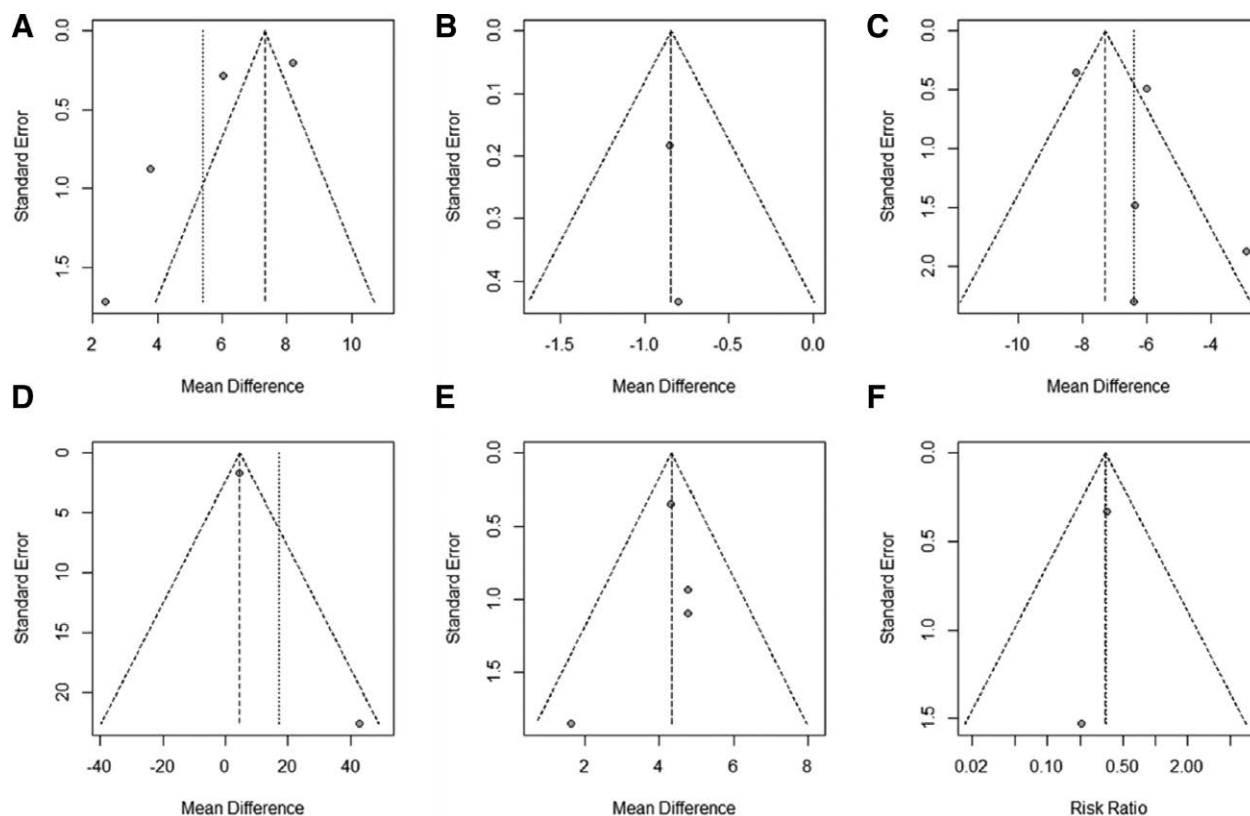 A
B
C
0.0
0.5
1.0
1.5
Standard Error
2 4 6 8 10
Mean Difference
0.0
0.1
0.2
0.3
0.4
Standard Error
-1.5 -1.0 -0.5 0.0
Mean Difference
0.0
0.5
1.0
1.5
2.0
Standard Error
-10 -8 -6 -4
Mean Difference
D
E
F
0
5
10
15
20
Standard Error
-40 -20 0 20 40
Mean Difference
0.0
0.5
1.0
1.5
Standard Error
2 4 6 8
Mean Difference
0.0
0.5
1.0
1.5
Standard Error
0.02 0.10 0.50 2.00
Risk Ratio